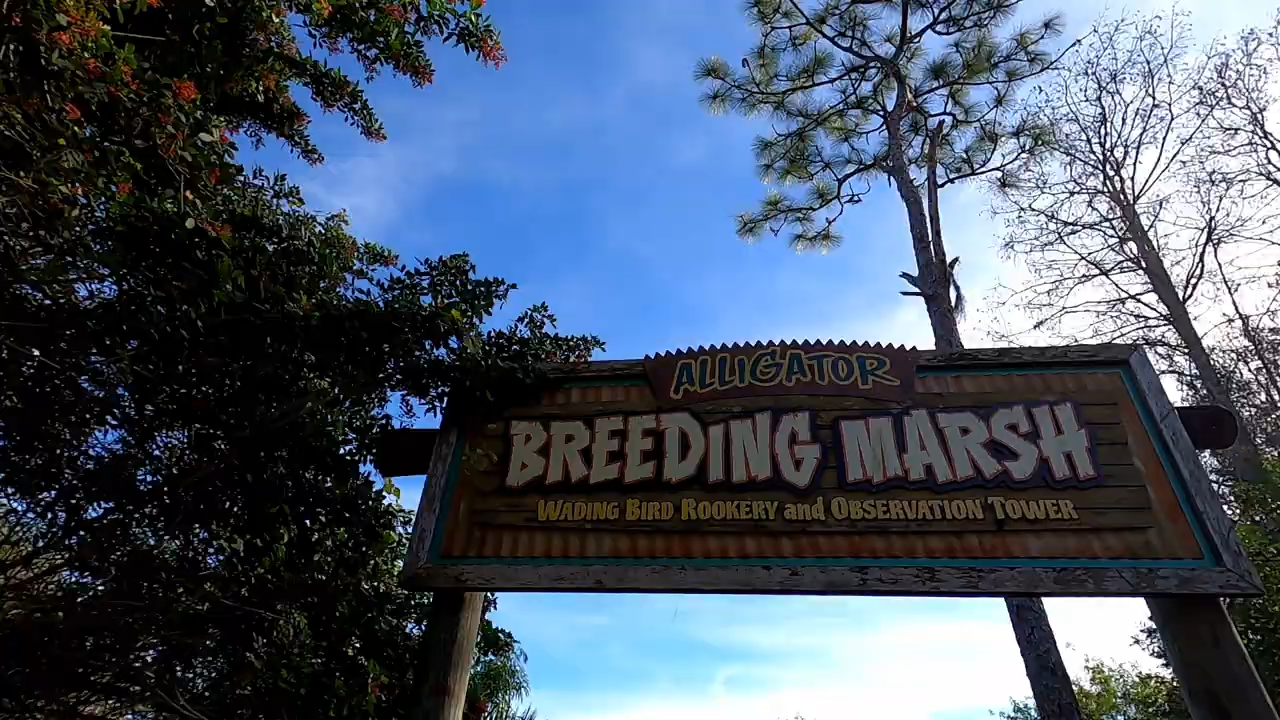 ALLIGATOR
BREEDING MARSH
WADING BIRD ROOKERY and OBSERVATION TOWER